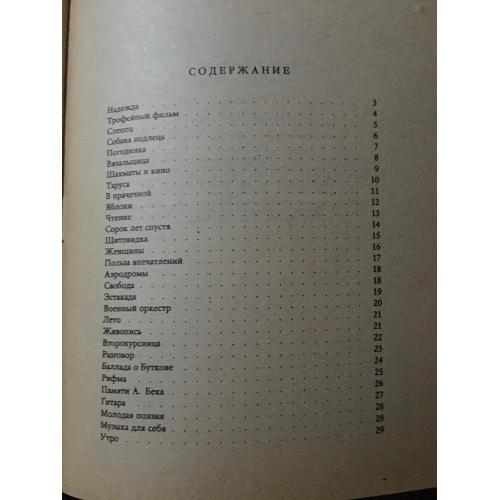 СОДЕРЖАНИЕ
Надежда 3
Трофейный фильм 4
Слепец 5
Собака подлеца 6
Погодинка 7
Вязальщица 8
Шахматы и кино 9
Таруса 10
В прачечной 11
Яблоки 12
Чтение 13
Сорок лет спустя 14
Щитовидка 15
Женщины 16
Польза впечатлений 17
Аэродромы 18
Свобода 18
Эстакада 19
Военный оркестр 20
Лето 21
Живопись 21
Второкурсница 22
Разговор 23
Баллада о Буткове 24
Рифма 25
Памяти А. Бека 26
Гитара 27
Молодая поэзия 28
Музыка для себя 28
Утро 29